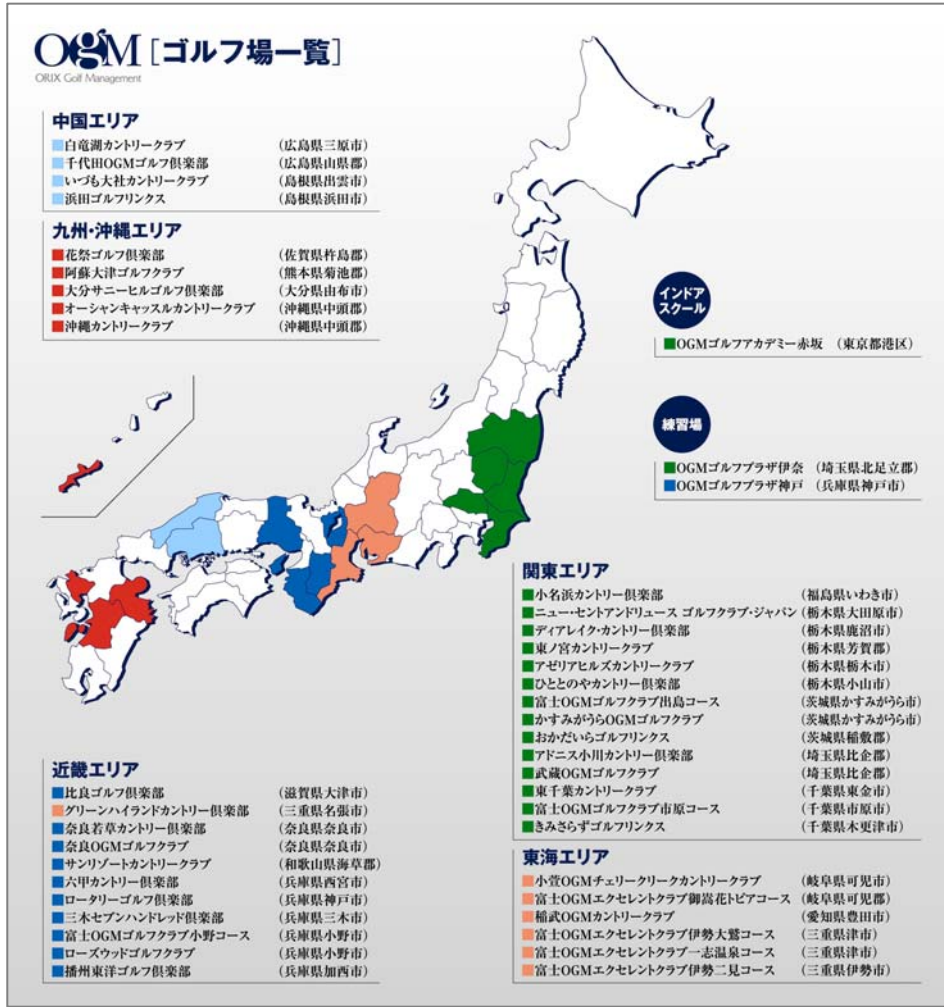 OgM [ゴルフ場一覧]
ORIX Golf Management
中国エリア
白竜湖カントリークラブ (広島県三原市)
千代田OGMゴルフ倶楽部 (広島県山県郡)
いづも大社カントリークラブ (島根県出雲市)
浜田ゴルフリンクス (島根県浜田市)
九州・沖縄エリア
花祭ゴルフ倶楽部 (佐賀県杵島郡)
阿蘇大津ゴルフクラブ (熊本県菊池郡)
大分サニーヒルゴルフ倶楽部 (大分県由布市)
オーシャンキャッスルカントリークラブ (沖縄県中頭郡)
沖縄カントリークラブ (沖縄県中頭郡)
インドア
スクール
OGMゴルフアカデミー赤坂 (東京都港区)
練習場
OGMゴルフプラザ伊奈 (埼玉県北足立郡)
OGMゴルフプラザ神戸 (兵庫県神戸市)
関東エリア
小名浜カントリー倶楽部 (福島県いわき市)
ニュー・セントアンドリュース ゴルフクラブ・ジャパン (栃木県大田原市)
ディアレイク・カントリー倶楽部 (栃木県鹿沼市)
東ノ宮カントリークラブ (栃木県芳賀郡)
アゼリアヒルズカントリークラブ (栃木県栃木市)
ひととのやカントリー倶楽部 (栃木県小山市)
富士OGMゴルフクラブ出島コース (茨城県かすみがうら市)
かすみがうらOGMゴルフクラブ (茨城県かすみがうら市)
おかだいらゴルフリンクス (茨城県稲敷郡)
アドニス小川カントリー倶楽部 (埼玉県比企郡)
武蔵OGMゴルフクラブ (埼玉県比企郡)
東千葉カントリークラブ (千葉県東金市)
富士OGMゴルフクラブ市原コース (千葉県市原市)
きみさらずゴルフリンクス (千葉県木更津市)
近畿エリア
比良ゴルフ倶楽部 (滋賀県大津市)
グリーンハイランドカントリー倶楽部 (三重県名張市)
奈良若草カントリー倶楽部 (奈良県奈良市)
奈良OGMゴルフクラブ (奈良県奈良市)
サンリゾートカントリークラブ (和歌山県海草郡)
六甲カントリー倶楽部 (兵庫県西宮市)
ロータリーゴルフ倶楽部 (兵庫県神戸市)
三木セブンハンドレッド倶楽部 (兵庫県三木市)
富士OGMゴルフクラブ小野コース (兵庫県小野市)
ローズウッドゴルフクラブ (兵庫県小野市)
播州東洋ゴルフ倶楽部 (兵庫県加西市)
東海エリア
小萱OGMチェリークリークカントリークラブ (岐阜県可児市)
富士OGMエクセレントクラブ御嵩花トピアコース (岐阜県可児郡)
稲武OGMカントリークラブ (愛知県豊田市)
富士OGMエクセレントクラブ伊勢大鷲コース (三重県津市)
富士OGMエクセレントクラブ一志温泉コース (三重県津市)
富士OGMエクセレントクラブ伊勢二見コース (三重県伊勢市)